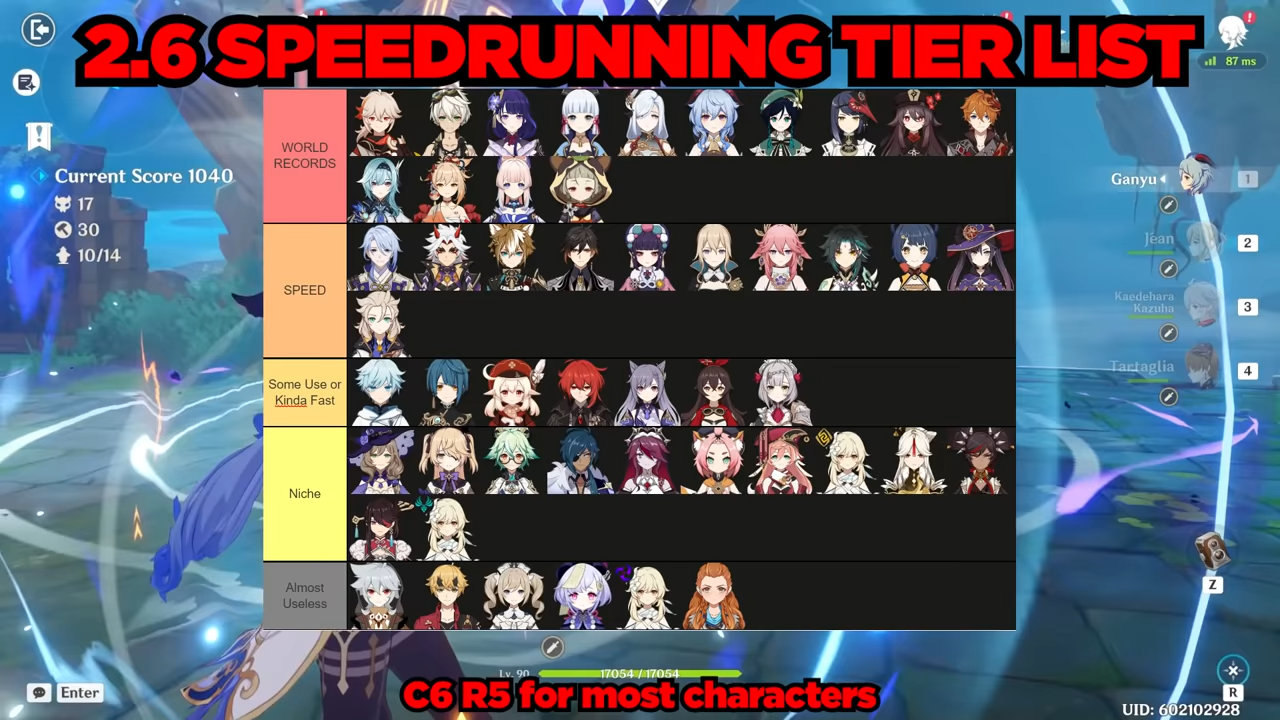 2.6 SPEEDRUNNING TIER LIST
87 ms
Current Score 1040
17
30
10/14
WORLD
RECORDS
SPEED
Some Use or
Kinda Fast
Niche
Almost
Useless
Ganyu
1
Jean
2
Kaedehara
Kazuha
3
Tartaglia
4
Z
R
Lv. 90
17054 / 17054
Enter
C6 R5 for most characters
UID: 602102928